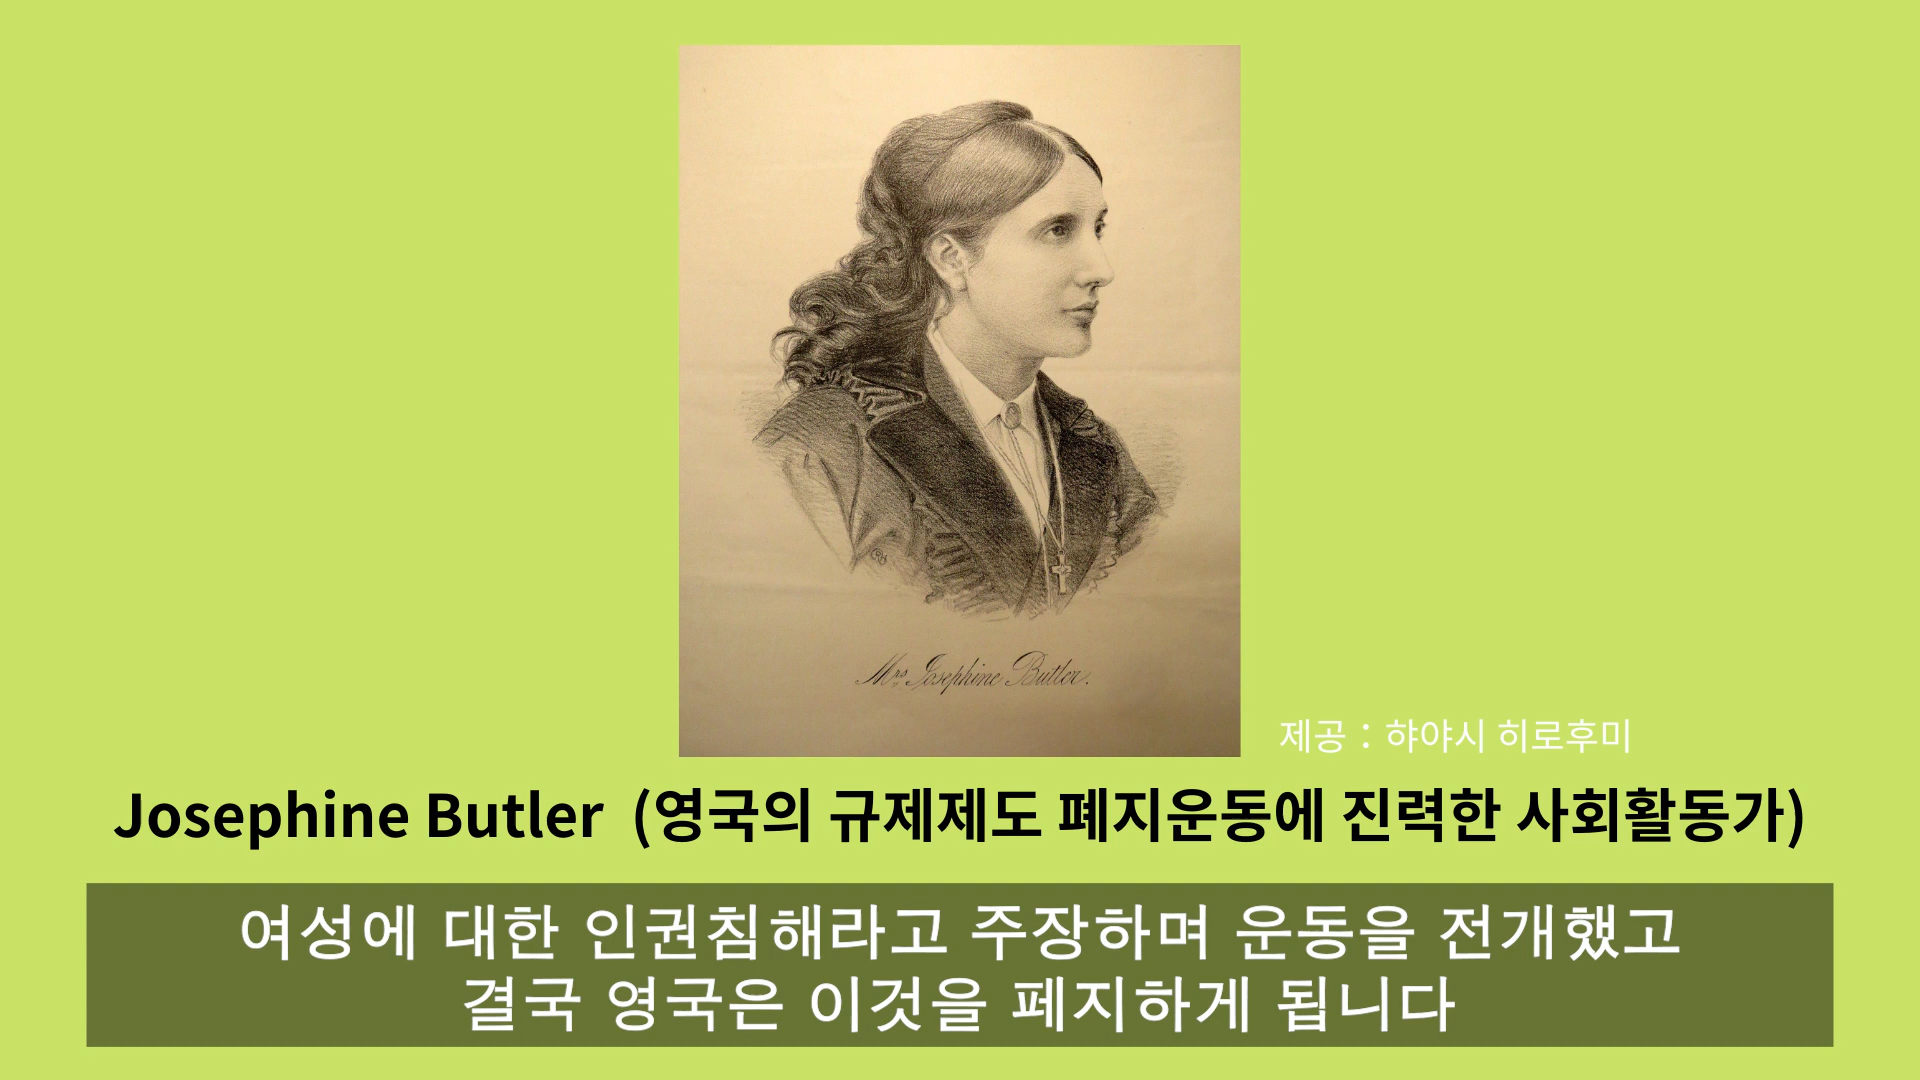 Mrs Josephine Butler.
제공 : 햐야시 히로후미
Josephine Butler (영국의 규제제도 폐지운동에 진력한 사회활동가)
여성에 대한 인권침해라고 주장하며 운동을 전개했고
결국 영국은 이것을 폐지하게 됩니다